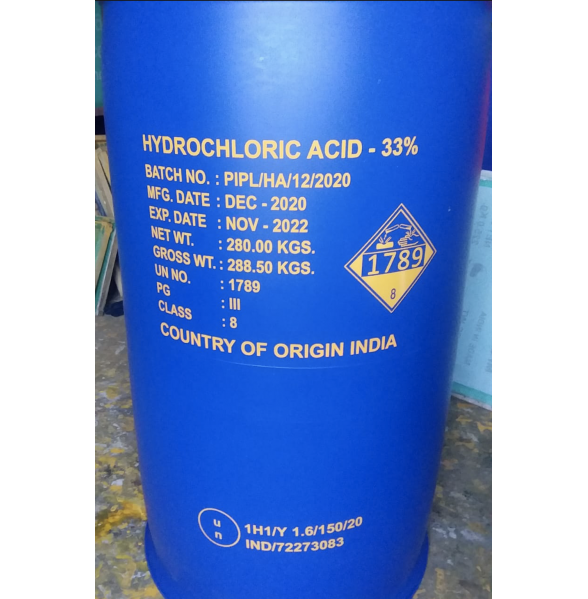 HYDROCHLORIC ACID - 33%
BATCH NO. : PIPL/HA/12/2020
MFG. DATE : DEC - 2020
EXP. DATE : NOV - 2022
NET WT. : 280.00 KGS.
GROSS WT. : 288.50 KGS.
UN NO. : 1789
PG : III
CLASS : 8
COUNTRY OF ORIGIN INDIA
1789
8
u
n
1H1/Y 1.6/150/20
IND/72273083